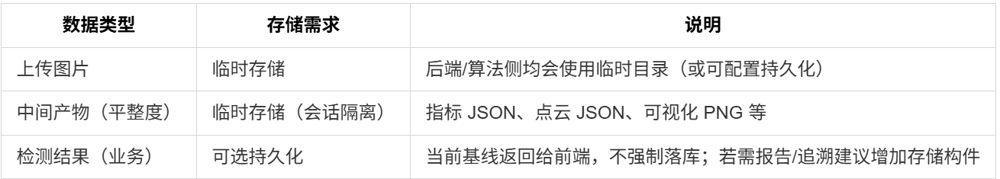 数据类型 存储需求 说明
上传图片 临时存储 后端/算法侧均会使用临时目录（或可配置持久化）
中间产物（平整度） 临时存储（会话隔离） 指标 JSON、点云 JSON、可视化 PNG 等
检测结果（业务） 可选持久化 当前基线返回给前端，不强制落库；若需报告/追溯建议增加存储构件